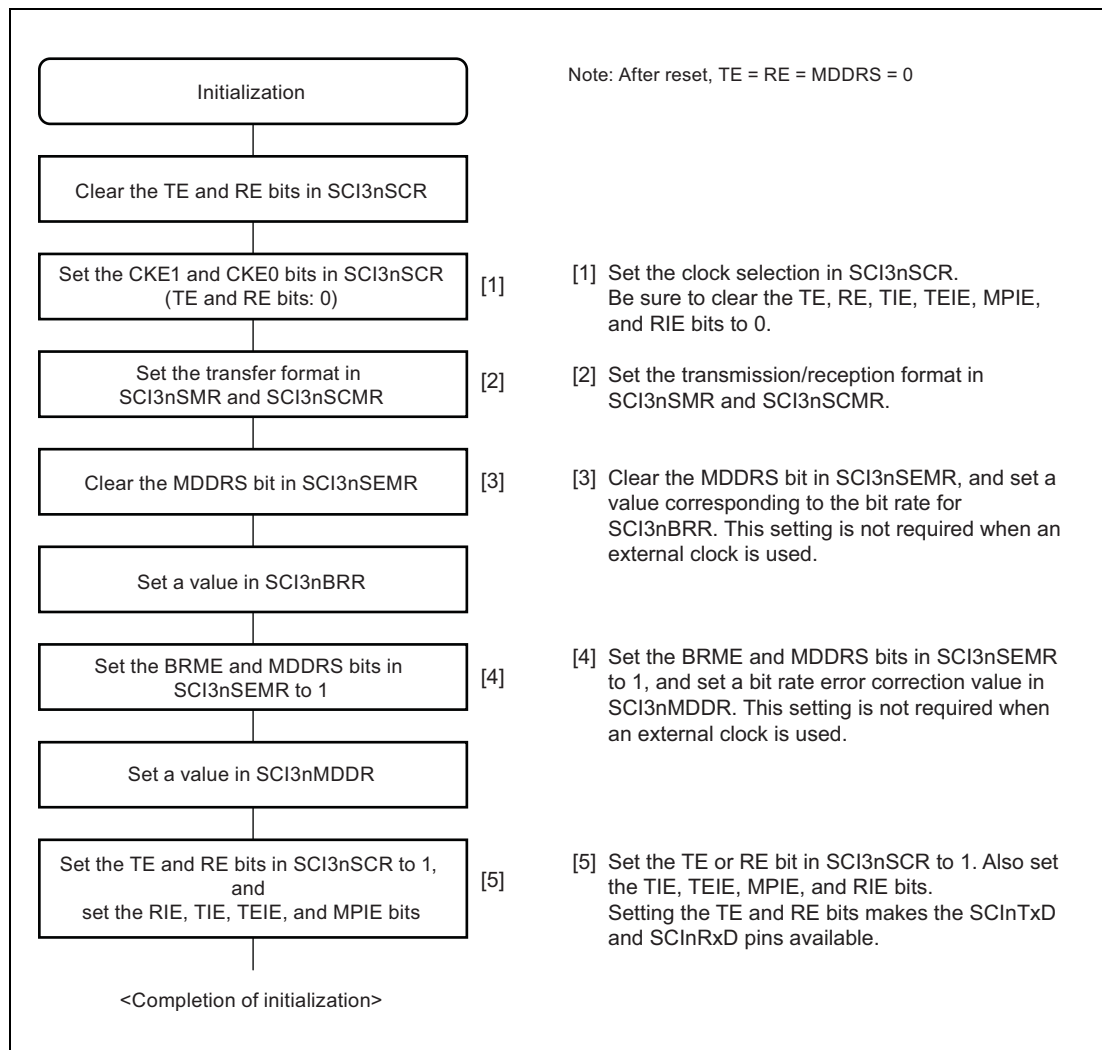 Initialization
Note: After reset, TE = RE = MDDRS = 0
Clear the TE and RE bits in SCI3nSCR
Set the CKE1 and CKE0 bits in SCI3nSCR
(TE and RE bits: 0)
[1]
[1] Set the clock selection in SCI3nSCR.
Be sure to clear the TE, RE, TIE, TEIE, MPIE,
and RIE bits to 0.
Set the transfer format in
SCI3nSMR and SCI3nSCMR
[2]
[2] Set the transmission/reception format in
SCI3nSMR and SCI3nSCMR.
Clear the MDDRS bit in SCI3nSEMR
[3]
[3] Clear the MDDRS bit in SCI3nSEMR, and set a
value corresponding to the bit rate for
SCI3nBRR. This setting is not required when an
external clock is used.
Set a value in SCI3nBRR
Set the BRME and MDDRS bits in
SCI3nSEMR to 1
[4]
[4] Set the BRME and MDDRS bits in SCI3nSEMR
to 1, and set a bit rate error correction value in
SCI3nMDDR. This setting is not required when
an external clock is used.
Set a value in SCI3nMDDR
Set the TE and RE bits in SCI3nSCR to 1,
and
set the RIE, TIE, TEIE, and MPIE bits
[5]
[5] Set the TE or RE bit in SCI3nSCR to 1. Also set
the TIE, TEIE, MPIE, and RIE bits.
Setting the TE and RE bits makes the SCInTxD
and SCInRxD pins available.
<Completion of initialization>